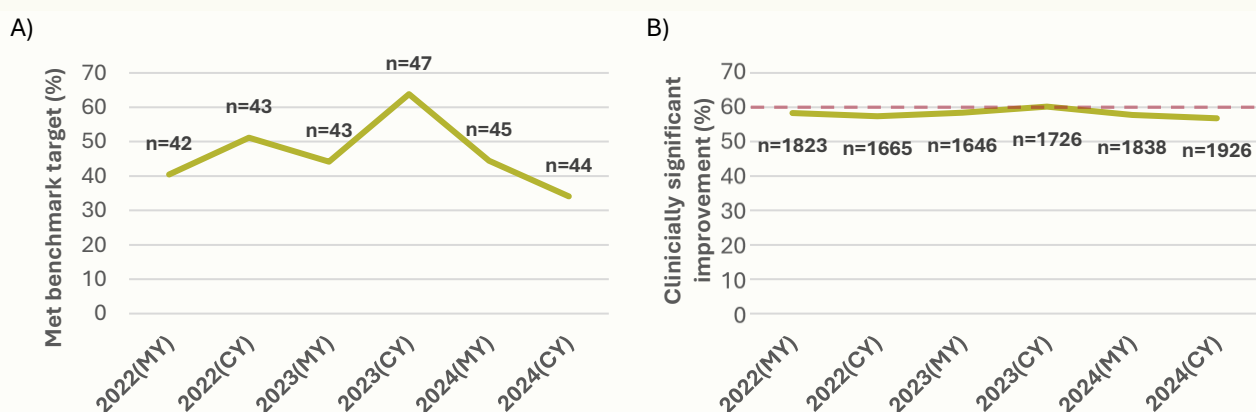 A)
Met benchmark target (%)
70
60
50
40
30
20
10
0
n=42
n=43
n=43
n=47
n=45
n=44
2022(MY)
2022(CY)
2023(MY)
2023(CY)
2024(MY)
2024(CY)
B)
Clinicially significant
improvement (%)
70
60
50
40
30
20
10
0
n=1823
n=1665
n=1646
n=1726
n=1838
n=1926
2022(MY)
2022(CY)
2023(MY)
2023(CY)
2024(MY)
2024(CY)